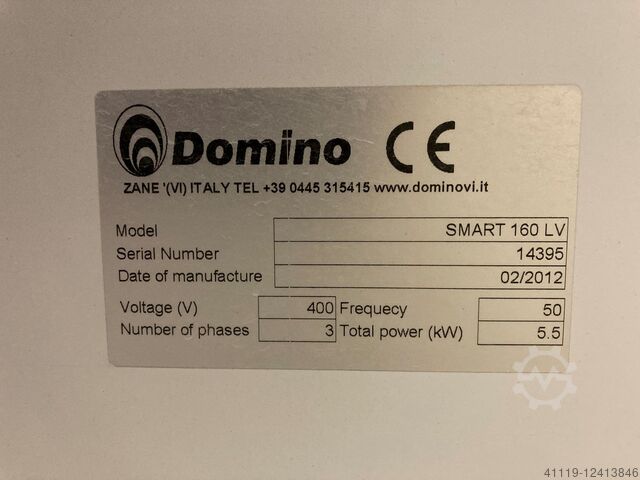 Domino CE
ZANE '(VI) ITALY TEL +39 0445 315415 www.dominovi.it
Model SMART 160 LV
Serial Number 14395
Date of manufacture 02/2012
Voltage (V) 400 Frequecy 50
Number of phases 3 Total power (kW) 5.5
41119-12413846